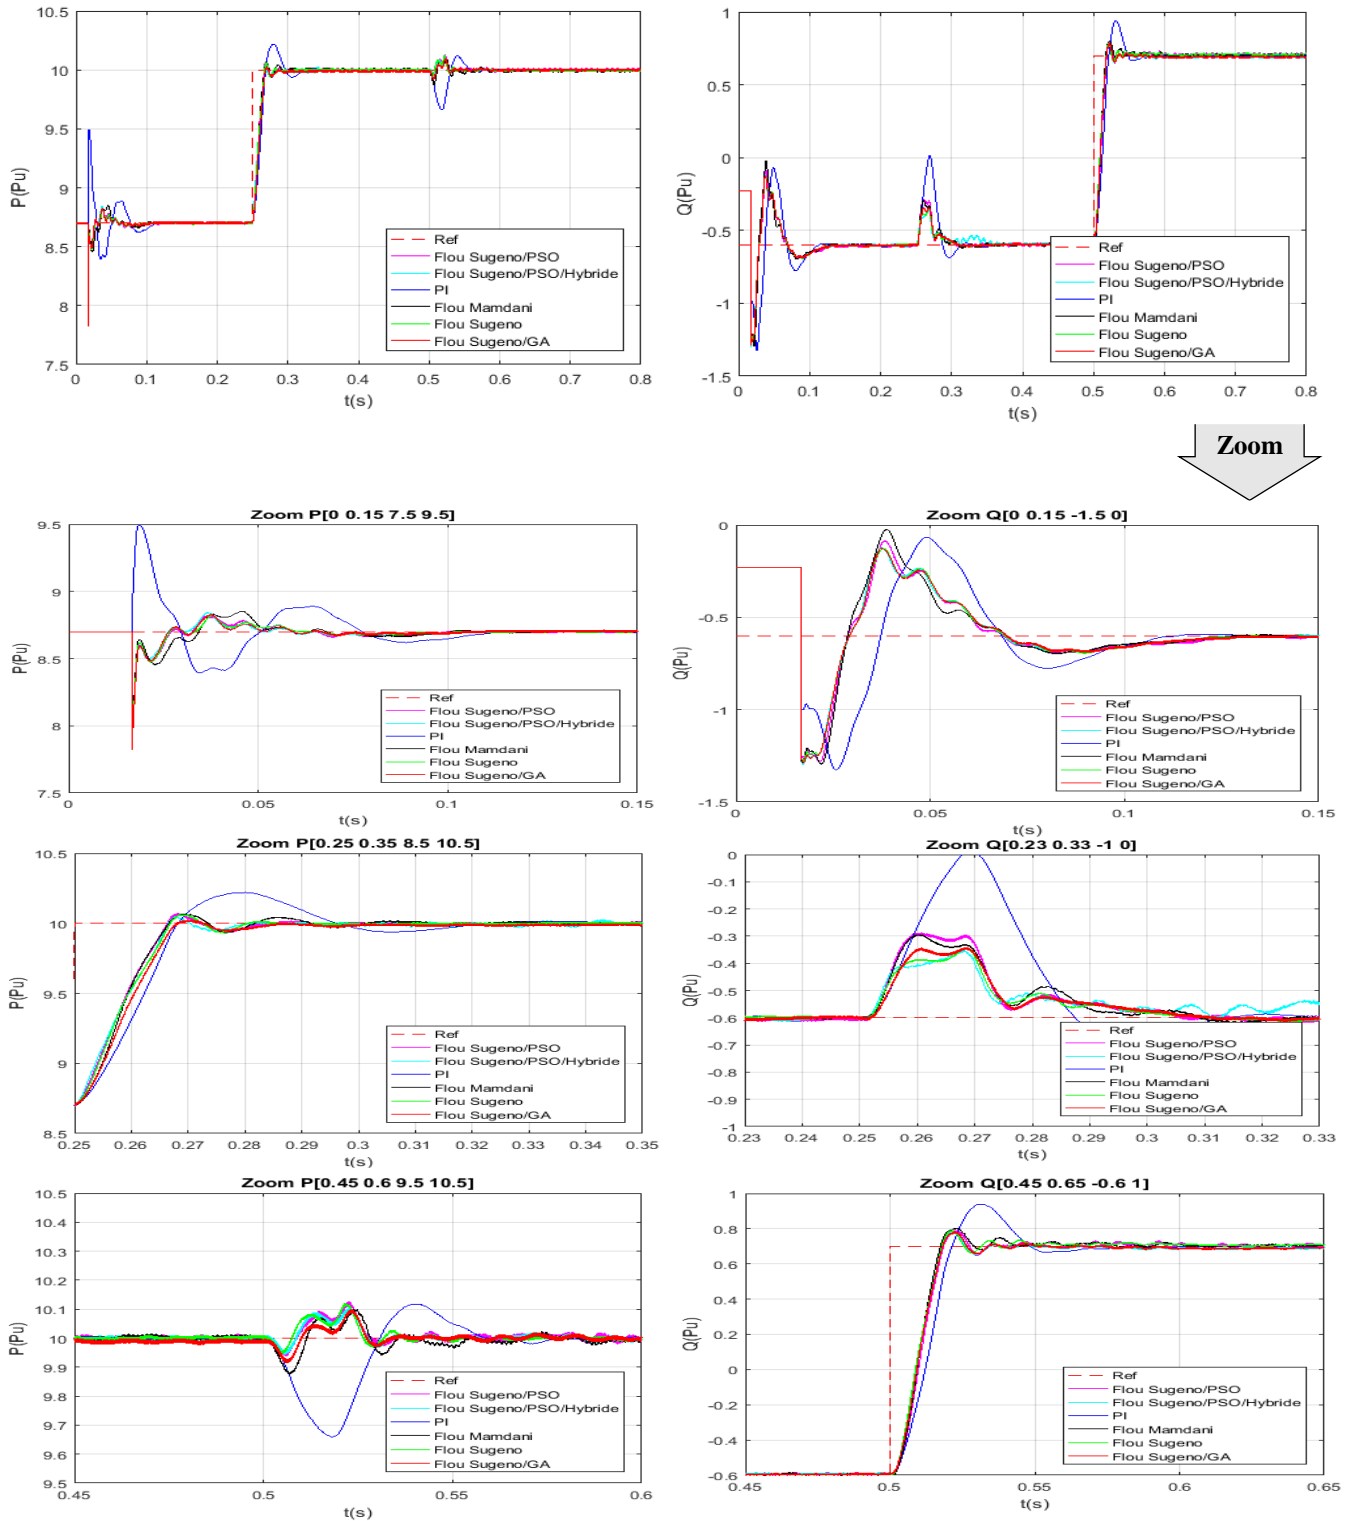 10.5
10
9.5
9
8.5
8
7.5
P(Pu)
0 0.1 0.2 0.3 0.4 0.5 0.6 0.7 0.8
t(s)
Ref
Flou Sugeno/PSO
Flou Sugeno/PSO/Hybride
PI
Flou Mamdani
Flou Sugeno
Flou Sugeno/GA
1
0.5
0
-0.5
-1
-1.5
Q(Pu)
0 0.1 0.2 0.3 0.4 0.5 0.6 0.7 0.8
t(s)
Ref
Flou Sugeno/PSO
Flou Sugeno/PSO/Hybride
PI
Flou Mamdani
Flou Sugeno
Flou Sugeno/GA
Zoom
Zoom P[0 0.15 7.5 9.5]
9.5
9
8.5
8
7.5
P(Pu)
0 0.05 0.1 0.15
t(s)
Ref
Flou Sugeno/PSO
Flou Sugeno/PSO/Hybride
PI
Flou Mamdani
Flou Sugeno
Flou Sugeno/GA
Zoom Q[0 0.15 -1.5 0]
0
-0.5
-1
-1.5
Q(Pu)
0 0.05 0.1 0.15
t(s)
Ref
Flou Sugeno/PSO
Flou Sugeno/PSO/Hybride
PI
Flou Mamdani
Flou Sugeno
Flou Sugeno/GA
Zoom P[0.25 0.35 8.5 10.5]
10.5
10
9.5
9
8.5
P(Pu)
0.25 0.26 0.27 0.28 0.29 0.3 0.31 0.32 0.33 0.34 0.35
t(s)
Ref
Flou Sugeno/PSO
Flou Sugeno/PSO/Hybride
PI
Flou Mamdani
Flou Sugeno
Flou Sugeno/GA
Zoom Q[0.23 0.33 -1 0]
0
-0.1
-0.2
-0.3
-0.4
-0.5
-0.6
-0.7
-0.8
-0.9
-1
Q(Pu)
0.23 0.24 0.25 0.26 0.27 0.28 0.29 0.3 0.31 0.32 0.33
t(s)
Ref
Flou Sugeno/PSO
Flou Sugeno/PSO/Hybride
PI
Flou Mamdani
Flou Sugeno
Flou Sugeno/GA
Zoom P[0.45 0.6 9.5 10.5]
10.5
10.4
10.3
10.2
10.1
10
9.9
9.8
9.7
9.6
9.5
P(Pu)
0.45 0.5 0.55 0.6
t(s)
Ref
Flou Sugeno/PSO
Flou Sugeno/PSO/Hybride
PI
Flou Mamdani
Flou Sugeno
Flou Sugeno/GA
Zoom Q[0.45 0.65 -0.6 1]
1
0.8
0.6
0.4
0.2
0
-0.2
-0.4
-0.6
Q(Pu)
0.45 0.5 0.55 0.6 0.65
t(s)
Ref
Flou Sugeno/PSO
Flou Sugeno/PSO/Hybride
PI
Flou Mamdani
Flou Sugeno
Flou Sugeno/GA